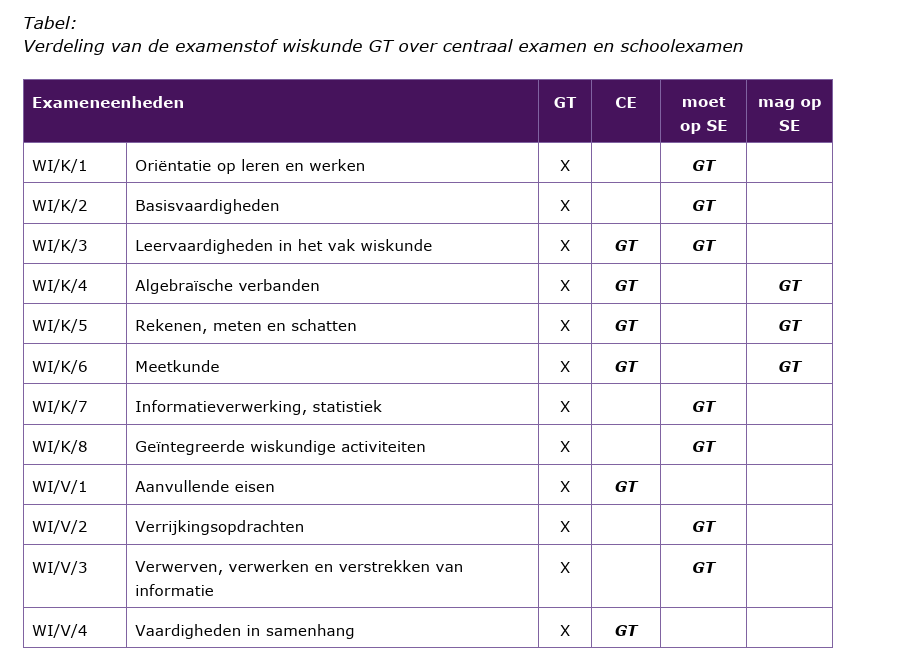 Tabel:
Verdeling van de examenstof wiskunde GT over centraal examen en schoolexamen
Exameneenheden GT CE moet op SE mag op SE
WI/K/1 Oriëntatie op leren en werken X GT
WI/K/2 Basisvaardigheden X GT
WI/K/3 Leervaardigheden in het vak wiskunde X GT GT
WI/K/4 Algebraïsche verbanden X GT GT
WI/K/5 Rekenen, meten en schatten X GT GT
WI/K/6 Meetkunde X GT GT
WI/K/7 Informatieverwerking, statistiek X GT
WI/K/8 Geïntegreerde wiskundige activiteiten X GT
WI/V/1 Aanvullende eisen X GT
WI/V/2 Verrijkingsopdrachten X GT
WI/V/3 Verwerven, verwerken en verstrekken van informatie X GT
WI/V/4 Vaardigheden in samenhang X GT